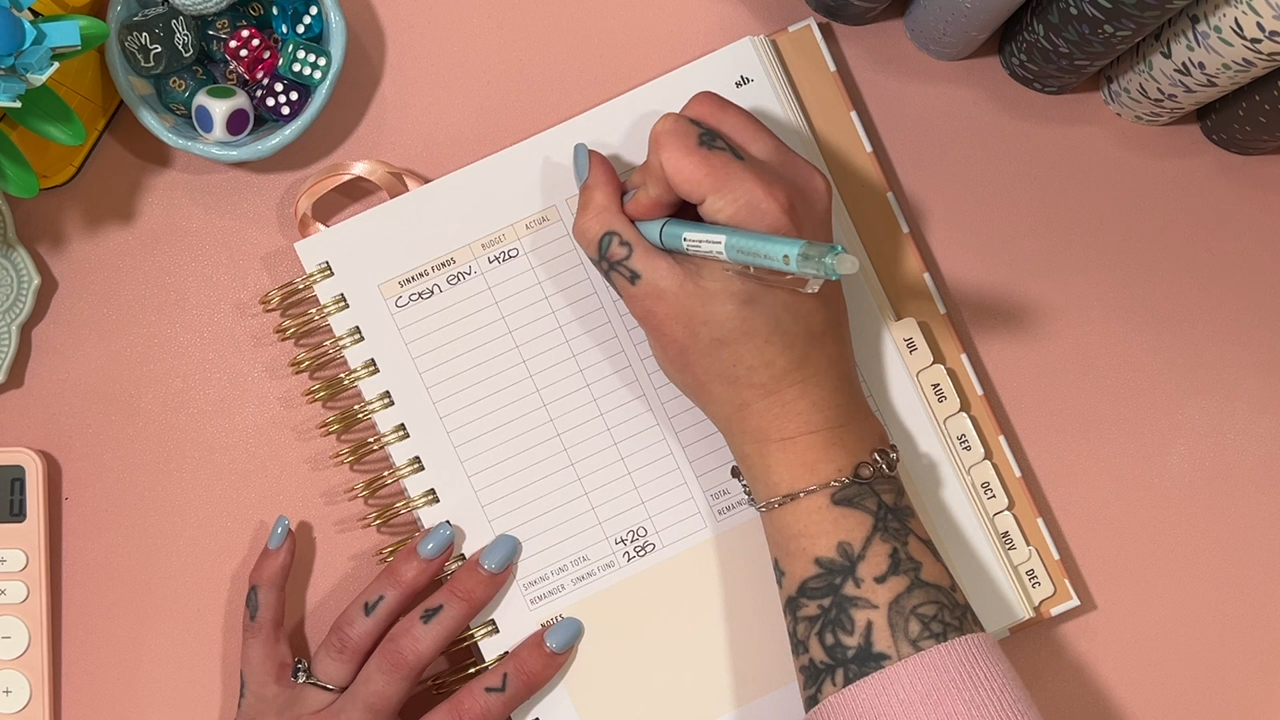 sb.
SINKING FUNDS BUDGET ACTUAL
Cash env. 420
SINKING FUND TOTAL 420
REMAINDER - SINKING FUND 285
NOTES
TOTAL
JUL
AUG
SEP
OCT
NOV
DEC
0